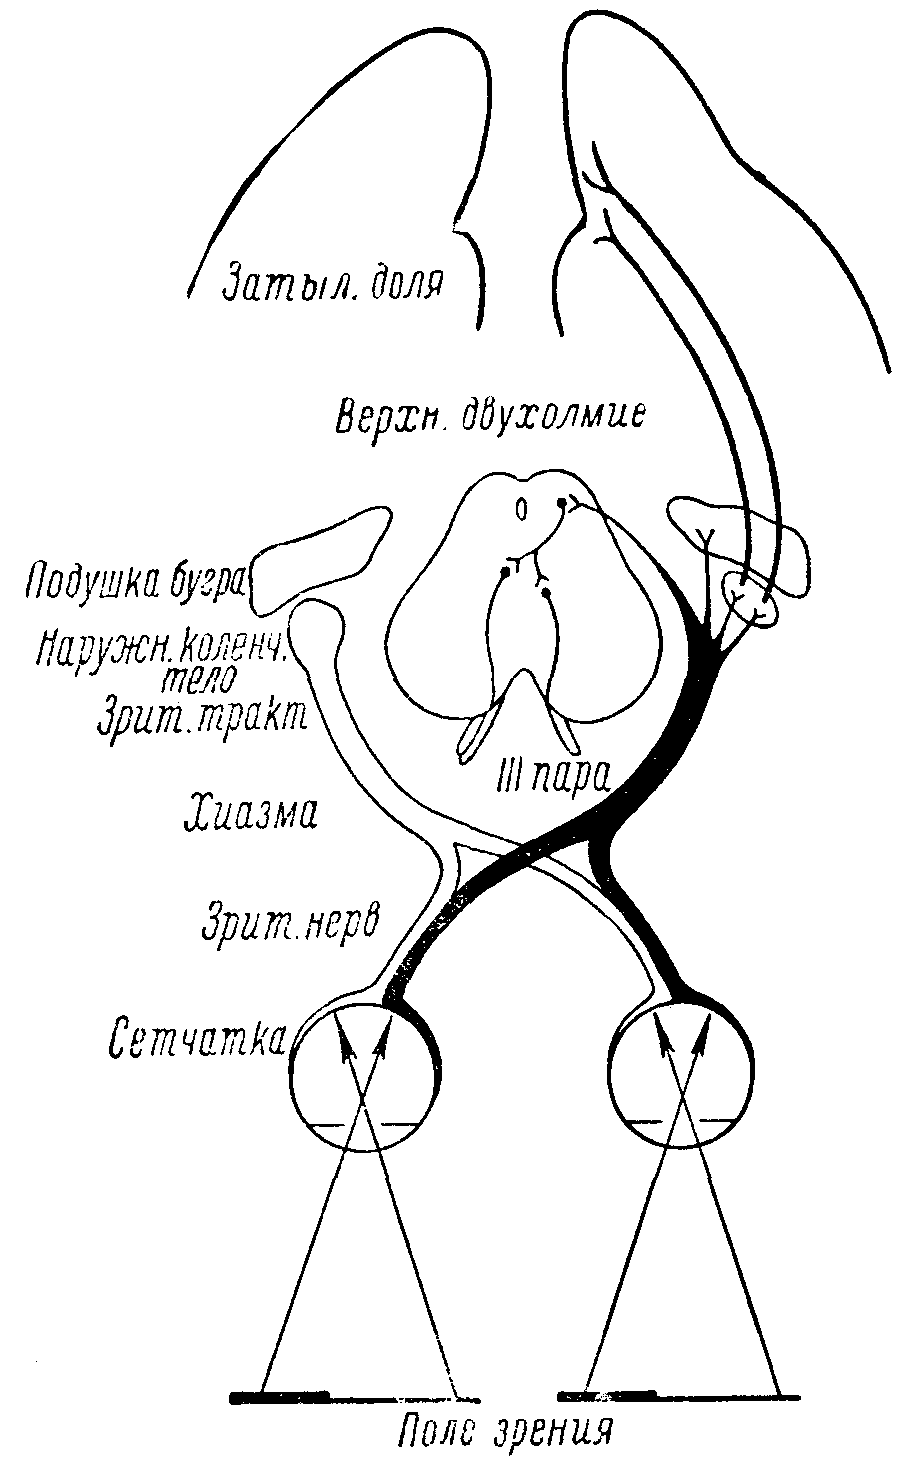 Затыл. доля
Верхн. двухолмие
Подушка бугра
Наружн. коленч.
тело
Зрит. тракт
III пара
Хиазма
Зрит. нерв
Сетчатка
Поле зрения